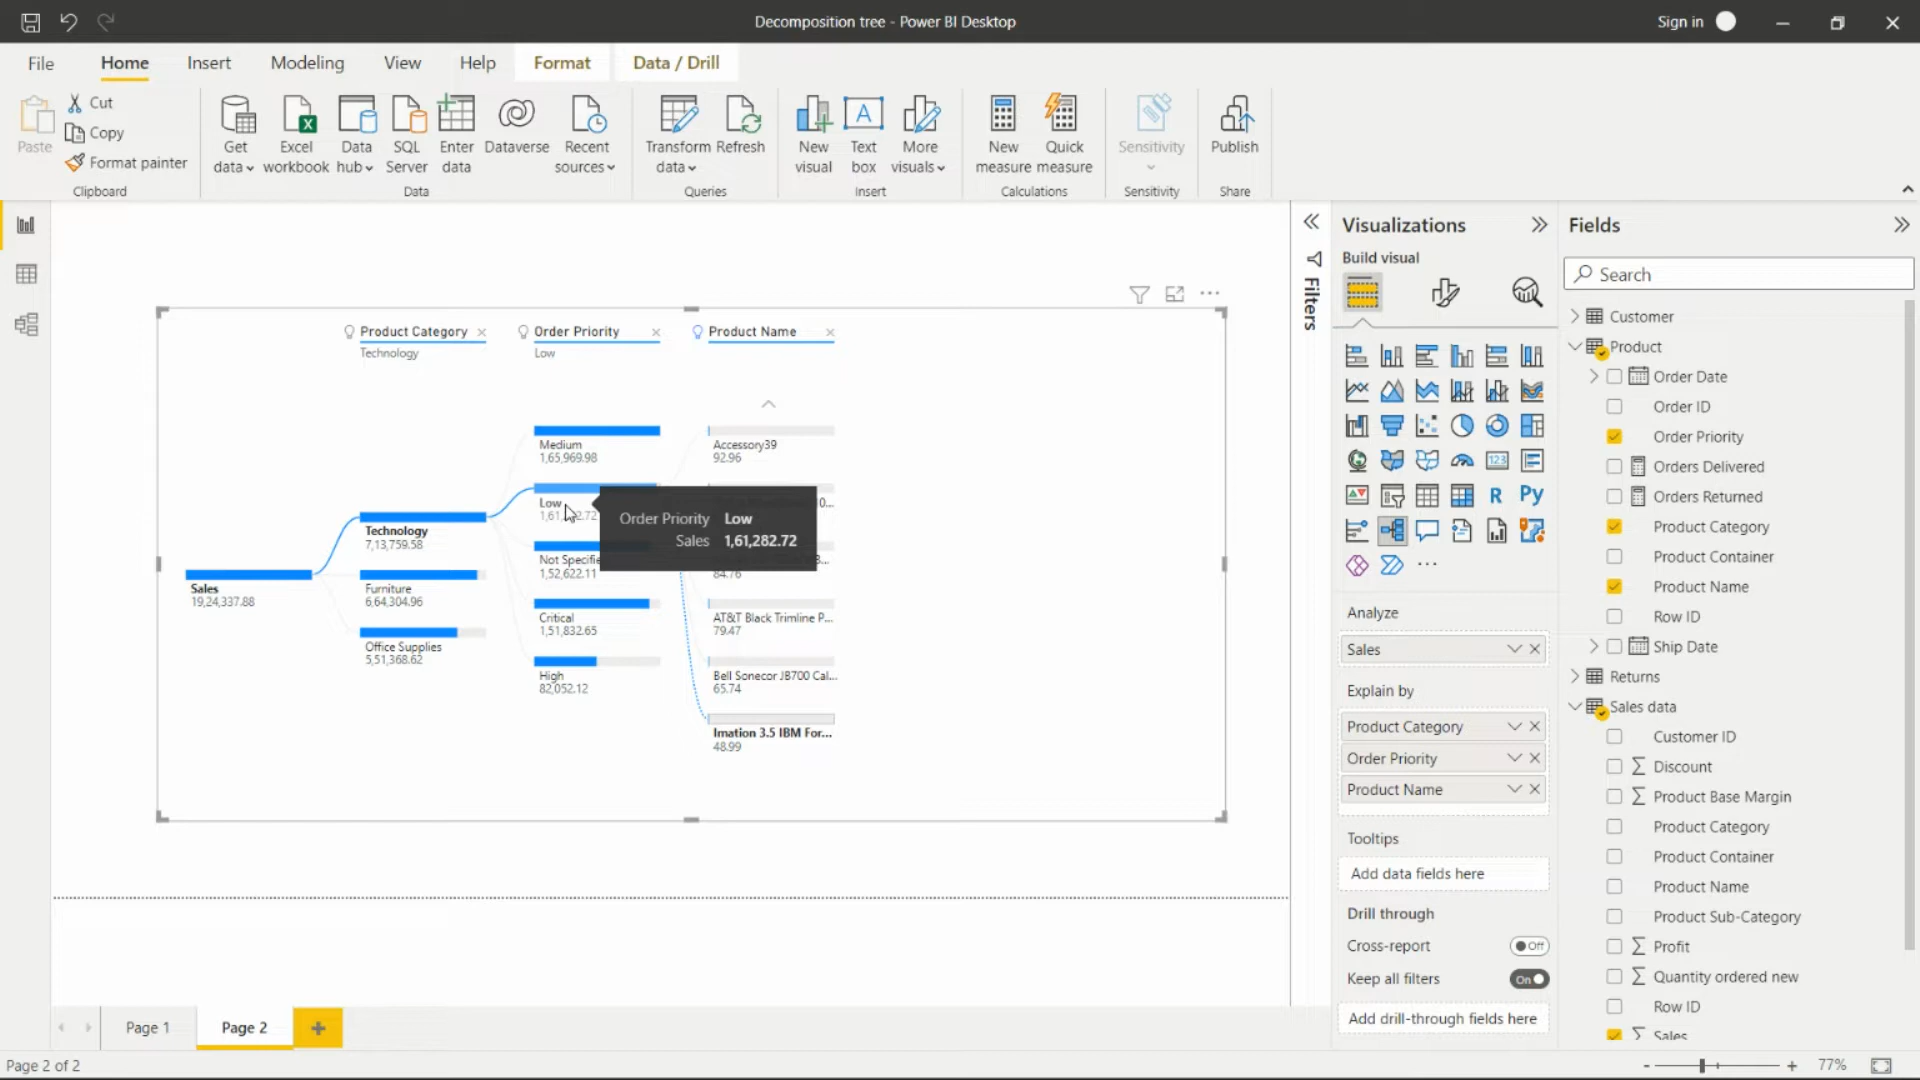 Decomposition tree - Power BI Desktop
Sign in
File
Home
Insert
Modeling
View
Help
Format
Data / Drill
Paste
Cut
Copy
Format painter
Clipboard
Get
data
Excel
workbook
Data
hub
SQL
Server
Enter
data
Dataverse
Recent
sources
Data
Transform
data
Refresh
Queries
New
visual
Text
box
More
visuals
Insert
New
measure
Quick
measure
Calculations
Sensitivity
Sensitivity
Publish
Share
Product Category
Technology
Order Priority
Low
Product Name
Sales
19,24,337.88
Technology
7,13,759.58
Furniture
6,64,304.96
Office Supplies
5,51,368.62
Medium
1,65,969.98
Low
Not Specifie
1,52,622.11
Critical
1,51,832.65
High
82,052.12
Order Priority Low
Sales 1,61,282.72
Accessory39
92.96
84.76
AT&T Black Trimline P...
79.47
Bell Sonecor JB700 Cal...
65.74
Imation 3.5 IBM For...
48.99
Filters
Visualizations
Build visual
123
R
Py
Analyze
Sales
Explain by
Product Category
Order Priority
Product Name
Tooltips
Add data fields here
Drill through
Cross-report
Off
Keep all filters
On
Add drill-through fields here
Fields
Search
Customer
Product
Order Date
Order ID
Order Priority
Orders Delivered
Orders Returned
Product Category
Product Container
Product Name
Row ID
Ship Date
Returns
Sales data
Customer ID
Discount
Product Base Margin
Product Category
Product Container
Product Name
Product Sub-Category
Profit
Quantity ordered new
Row ID
Sales
Page 1
Page 2
Page 2 of 2
77%